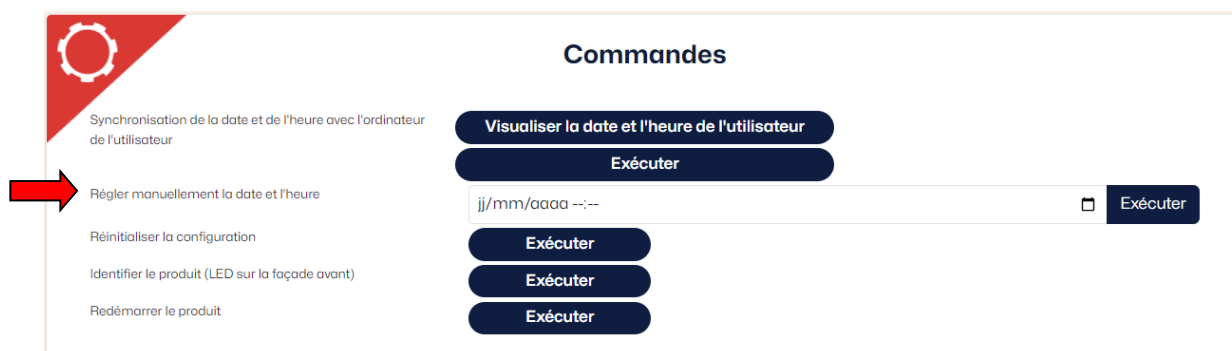 Commandes
Synchronisation de la date et de l'heure avec l'ordinateur
de l'utilisateur
Visualiser la date et l'heure de l'utilisateur
Exécuter
Régler manuellement la date et l'heure
jj/mm/aaaa --:--
Exécuter
Réinitialiser la configuration
Exécuter
Identifier le produit (LED sur la façade avant)
Exécuter
Redémarrer le produit
Exécuter